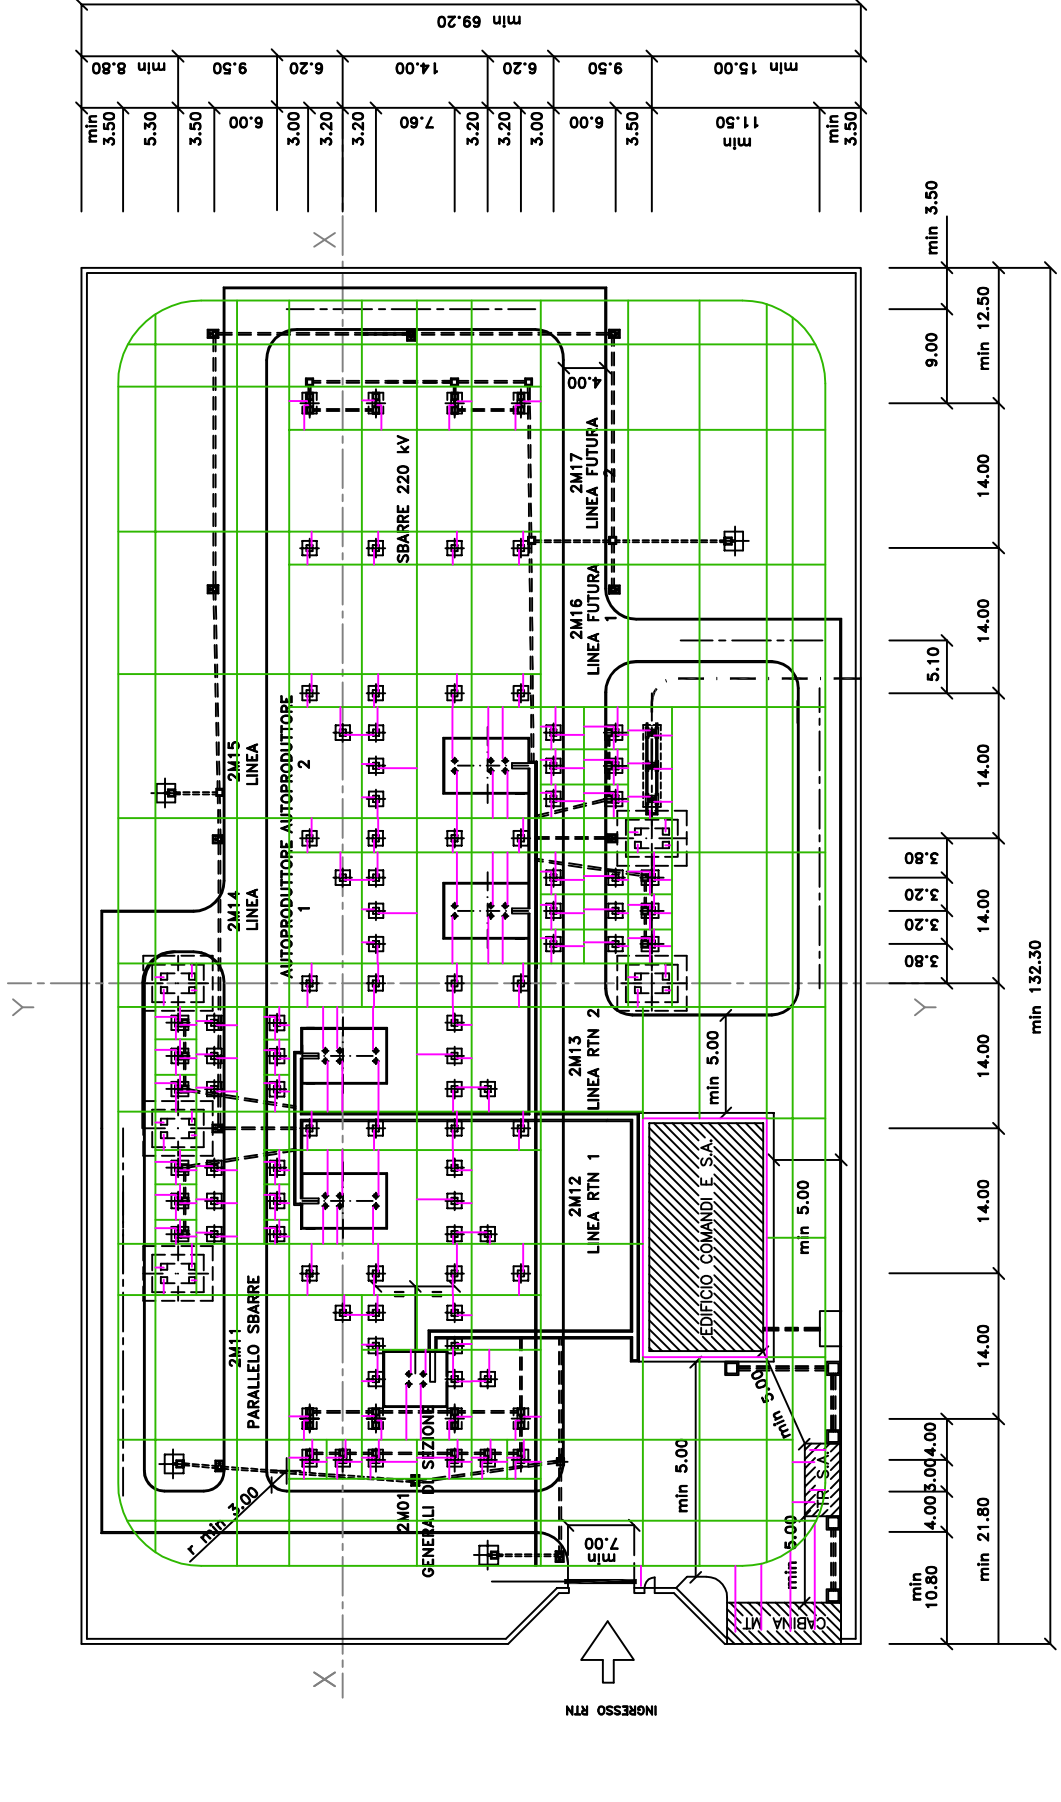 min 69.20
min 8.80
9.50
6.20
14.00
6.20
9.50
min 15.00
min
3.50
5.30
3.50
6.00
3.00
3.20
3.20
7.60
3.20
3.20
3.00
6.00
3.50
min
11.50
min
3.50
X
min 3.50
9.00
min 12.50
4.00
SBARRE 220 kV
2M17
LINEA FUTURA
2
14.00
2M16
LINEA FUTURA
1
14.00
5.10
2M15
LINEA
AUTOPRODUTTORE
2
14.00
2M14
LINEA
AUTOPRODUTTORE
1
3.80
3.20
3.20
3.80
14.00
min 132.30
Y
Y
2M13
LINEA RTN 2
min 5.00
14.00
2M12
LINEA RTN 1
EDIFICIO COMANDI E S.A.
min 5.00
14.00
=
=
2M11
PARALLELO SBARRE
14.00
min 5.00
min 5.00
4.00
3.00
4.00
TR S.A.
r min 3.00
2M01
GENERALI DI SEZIONE
min
7.00
min 5.00
min
10.80
min 21.80
CABINA MT
X
INGRESSO RTN